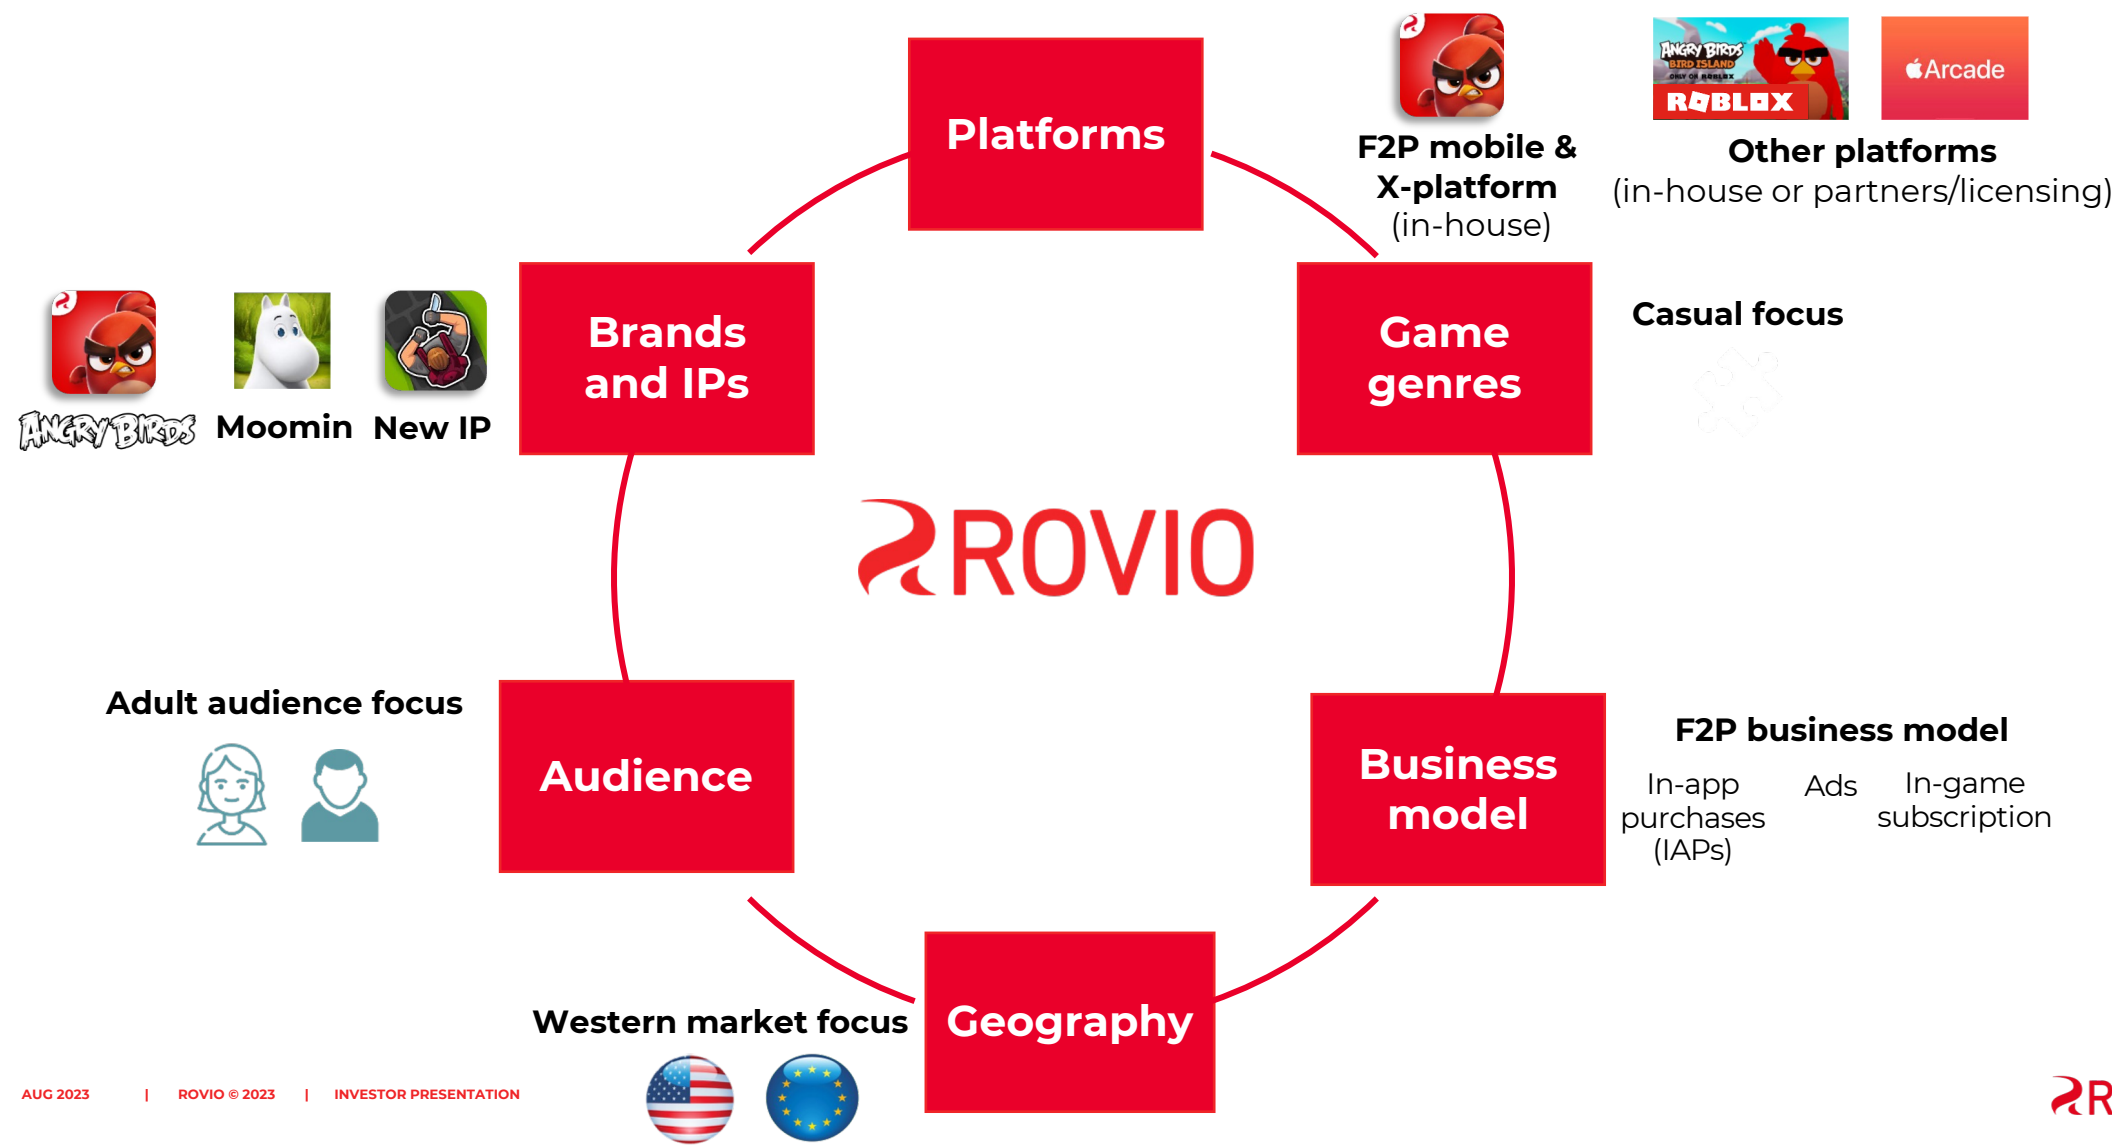 Platforms
F2P mobile &
X-platform
(in-house)
ANGRY BIRDS
BIRD ISLAND
ONLY ON ROBLOX
ROBLOX
Arcade
Other platforms
(in-house or partners/licensing)
ANGRY BIRDS
Moomin
New IP
Brands
and IPs
Game
genres
Casual focus
ROVIO
Adult audience focus
Audience
Business
model
F2P business model
In-app
purchases
(IAPs)
Ads
In-game
subscription
Western market focus
Geography
AUG 2023 | ROVIO © 2023 | INVESTOR PRESENTATION
R